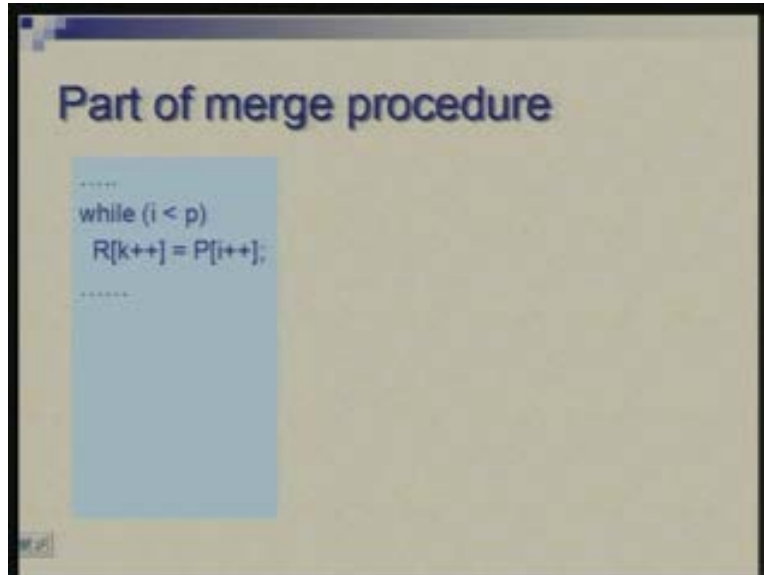 Part of merge procedure
.....
while (i < p)
R[k++] = P[i++];
......